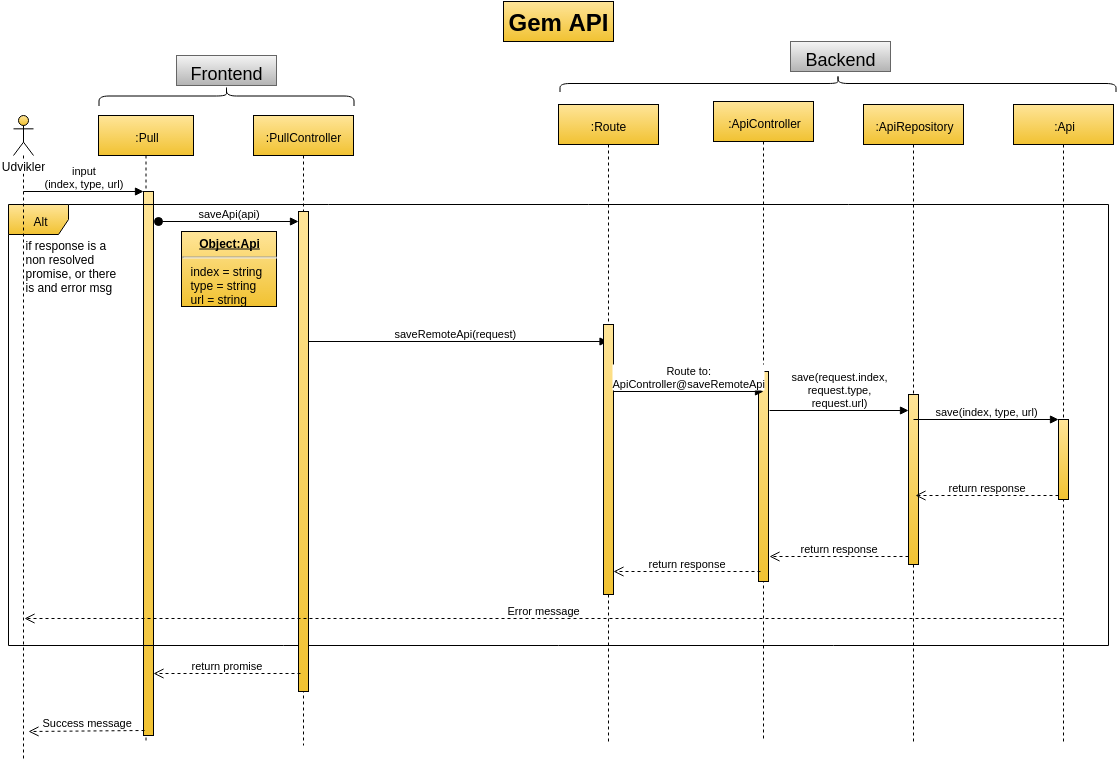 Gem API
Frontend
Backend
Udvikler
:Pull
:PullController
:Route
:ApiController
:ApiRepository
:Api
input
(index, type, url)
Alt
if response is a
non resolved
promise, or there
is and error msg
saveApi(api)
Object:Api
index = string
type = string
url = string
saveRemoteApi(request)
Route to:
ApiController@saveRemoteApi
save(request.index,
request.type,
request.url)
save(index, type, url)
return response
return response
return response
Error message
return promise
Success message